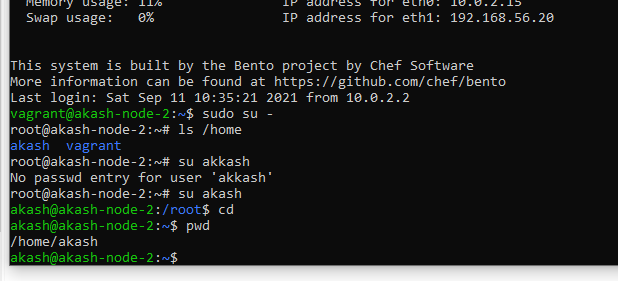 Memory usage: 11% IP address for eth0: 10.0.2.15
Swap usage: 0% IP address for eth1: 192.168.56.20
This system is built by the Bento project by Chef Software
More information can be found at https://github.com/chef/bento
Last login: Sat Sep 11 10:35:21 2021 from 10.0.2.2
vagrant@akash-node-2:~$ sudo su -
root@akash-node-2:~# ls /home
akash vagrant
root@akash-node-2:~# su akkash
No passwd entry for user 'akkash'
root@akash-node-2:~# su akash
akash@akash-node-2:/root$ cd
akash@akash-node-2:~$ pwd
/home/akash
akash@akash-node-2:~$